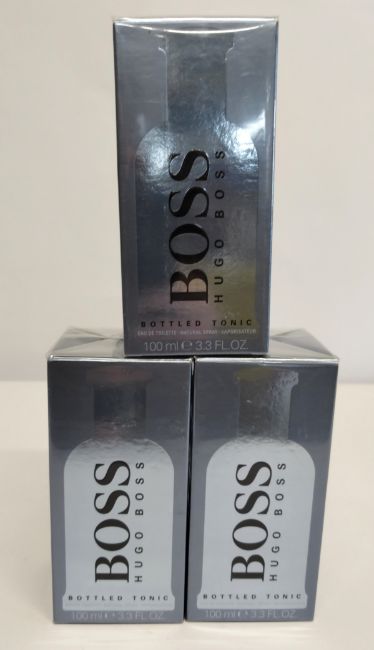 BOSS
HUGO BOSS
BOTTLED TONIC
EAU DE TOILETTE · NATURAL SPRAY · VAPORISATEUR
100 ml ℮ 3.3 FL.OZ.
BOSS
HUGO BOSS
BOTTLED TONIC
100 ml ℮ 3.3 FL.OZ.
BOSS
HUGO BOSS
BOTTLED TONIC
100 ml ℮ 3.3 FL.OZ.